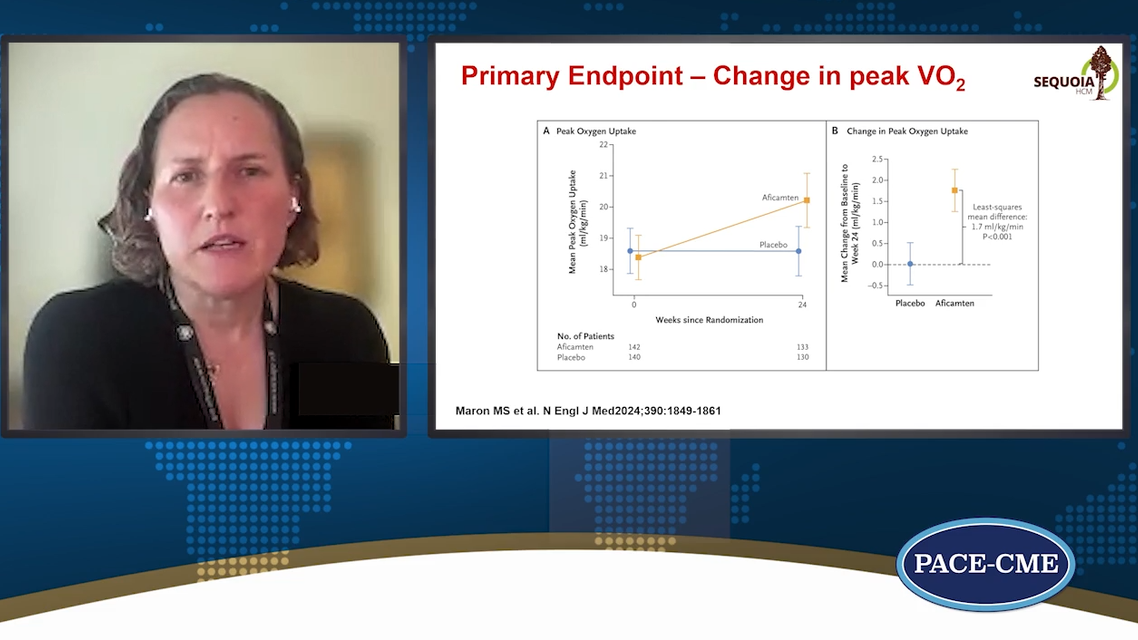 Primary Endpoint – Change in peak VO2
SEQUOIA
HCM
A Peak Oxygen Uptake
Mean Peak Oxygen Uptake
(ml/kg/min)
22
21
20
19
18
Aficamten
Placebo
0
24
Weeks since Randomization
No. of Patients
Aficamten 142 133
Placebo 140 130
B Change in Peak Oxygen Uptake
Mean Change from Baseline to
Week 24 (ml/kg/min)
2.5
2.0
1.5
1.0
0.5
0.0
−0.5
Least-squares
mean difference:
1.7 ml/kg/min
P<0.001
Placebo Aficamten
Maron MS et al. N Engl J Med2024;390:1849-1861
PACE-CME